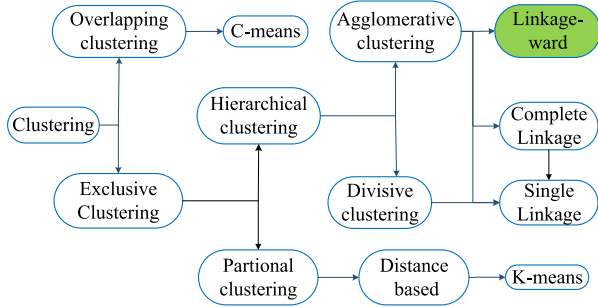 Overlapping
clustering
C-means
Agglomerative
clustering
Linkage-
ward
Clustering
Hierarchical
clustering
Complete
Linkage
Exclusive
Clustering
Divisive
clustering
Single
Linkage
Partional
clustering
Distance
based
K-means